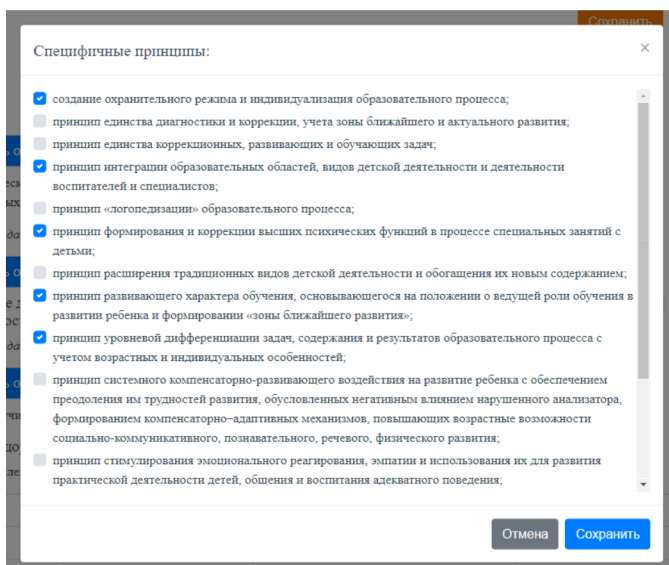 Сохранить
Специфичные принципы:
×
создание охранительного режима и индивидуализация образовательного процесса;
принцип единства диагностики и коррекции, учета зоны ближайшего и актуального развития;
принцип единства коррекционных, развивающих и обучающих задач;
принцип интеграции образовательных областей, видов детской деятельности и деятельности
воспитателей и специалистов;
принцип «логопедизации» образовательного процесса;
принцип формирования и коррекции высших психических функций в процессе специальных занятий с
детьми;
принцип расширения традиционных видов детской деятельности и обогащения их новым содержанием;
принцип развивающего характера обучения, основывающегося на положении о ведущей роли обучения в
развитии ребенка и формировании «зоны ближайшего развития»;
принцип уровневой дифференциации задач, содержания и результатов образовательного процесса с
учетом возрастных и индивидуальных особенностей;
принцип системного компенсаторно-развивающего воздействия на развитие ребенка с обеспечением
преодоления им трудностей развития, обусловленных негативным влиянием нарушенного анализатора,
формированием компенсаторно–адаптивных механизмов, повышающих возрастные возможности
социально-коммуникативного, познавательного, речевого, физического развития;
принцип стимулирования эмоционального реагирования, эмпатии и использования их для развития
практической деятельности детей, общения и воспитания адекватного поведения;
Отмена
Сохранить